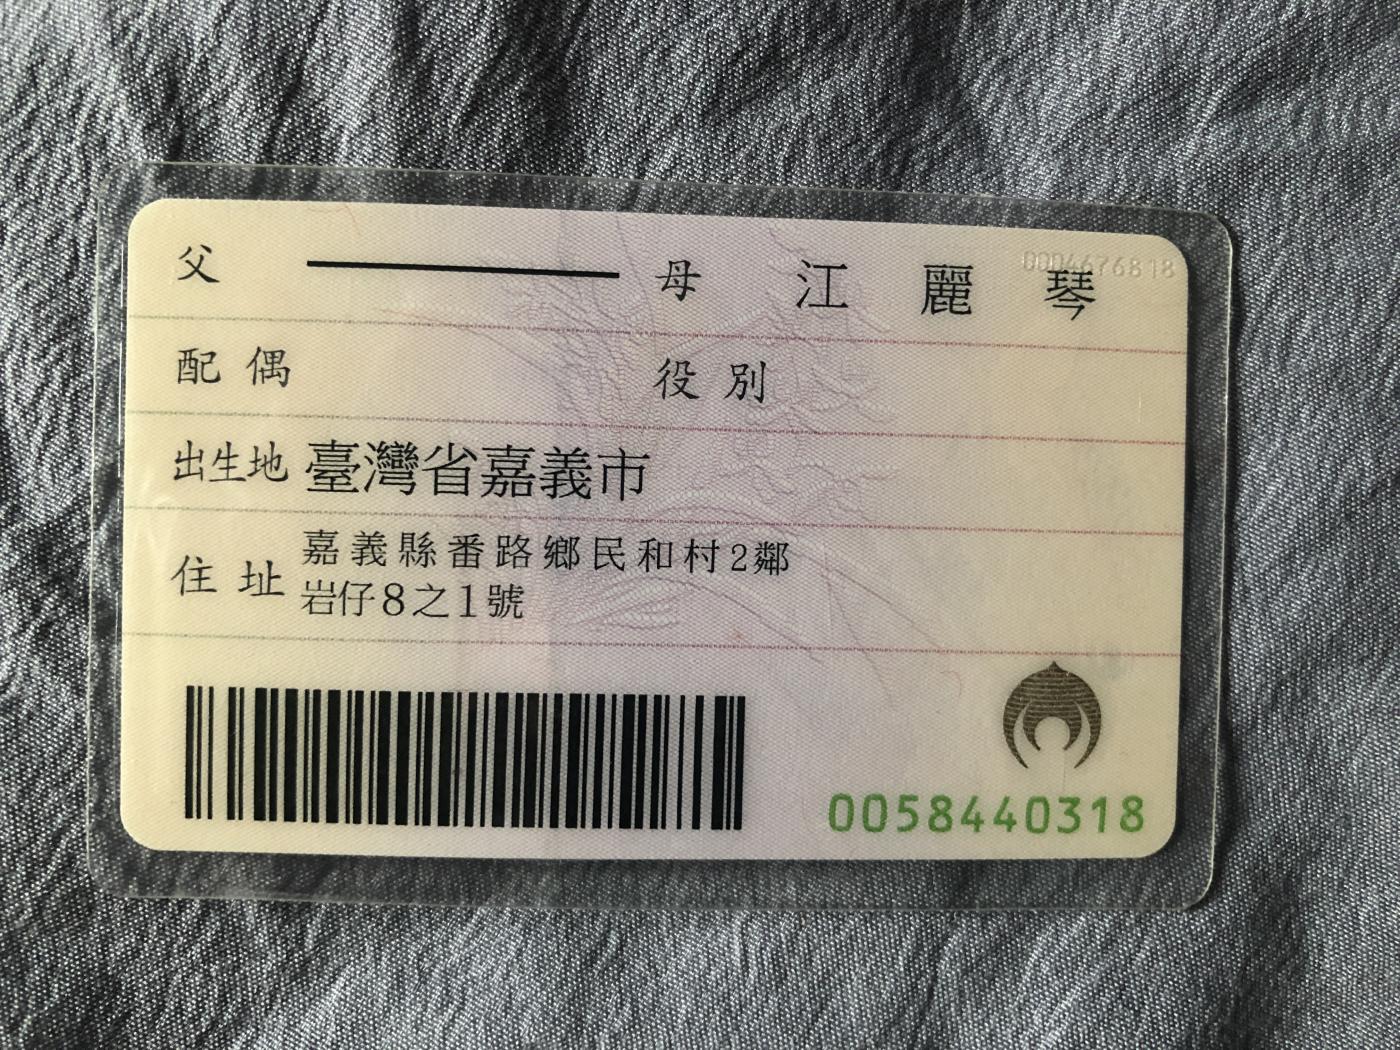 父 母 江麗琴
配偶 役別
出生地 臺灣省嘉義市
住址 嘉義縣番路鄉民和村2鄰
岩仔8之1號
0058440318